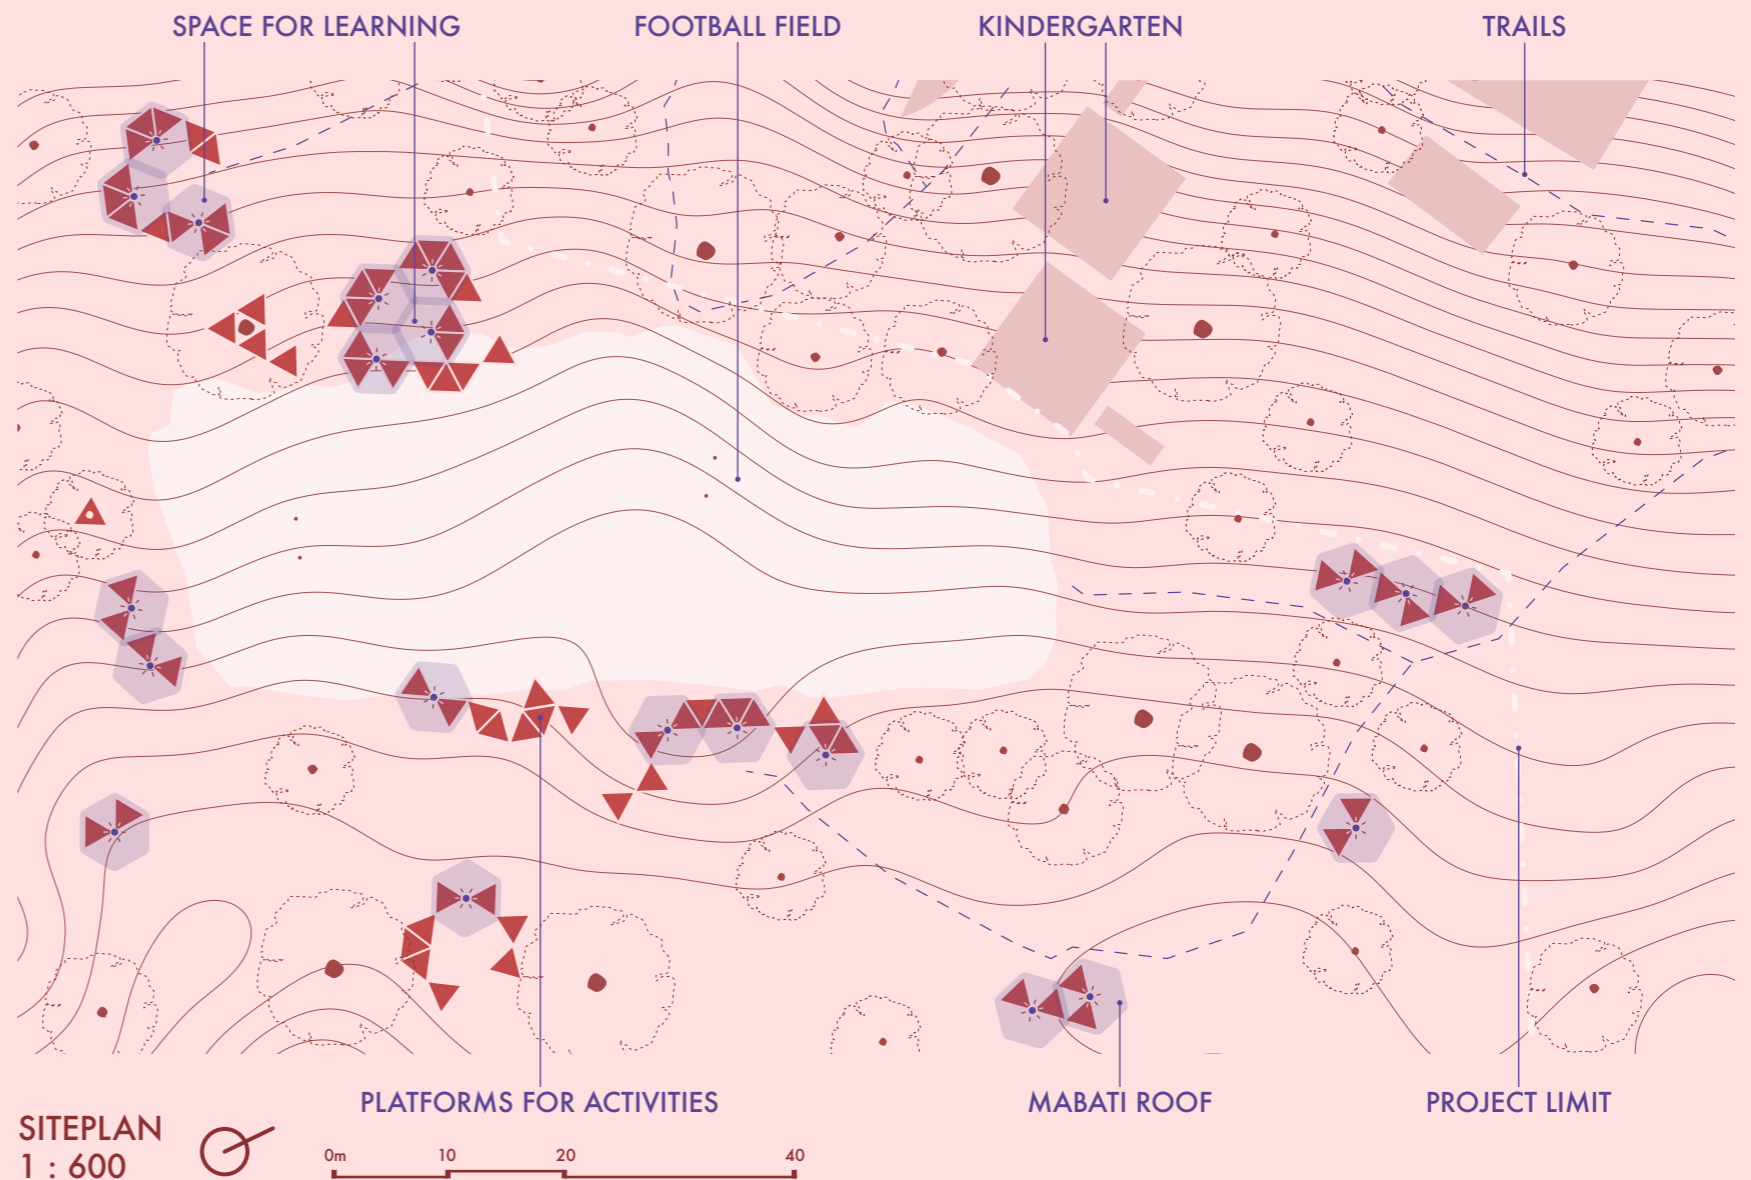 SPACE FOR LEARNING
FOOTBALL FIELD
KINDERGARTEN
TRAILS
PLATFORMS FOR ACTIVITIES
MABATI ROOF
PROJECT LIMIT
SITEPLAN
1 : 600
0m
10
20
40